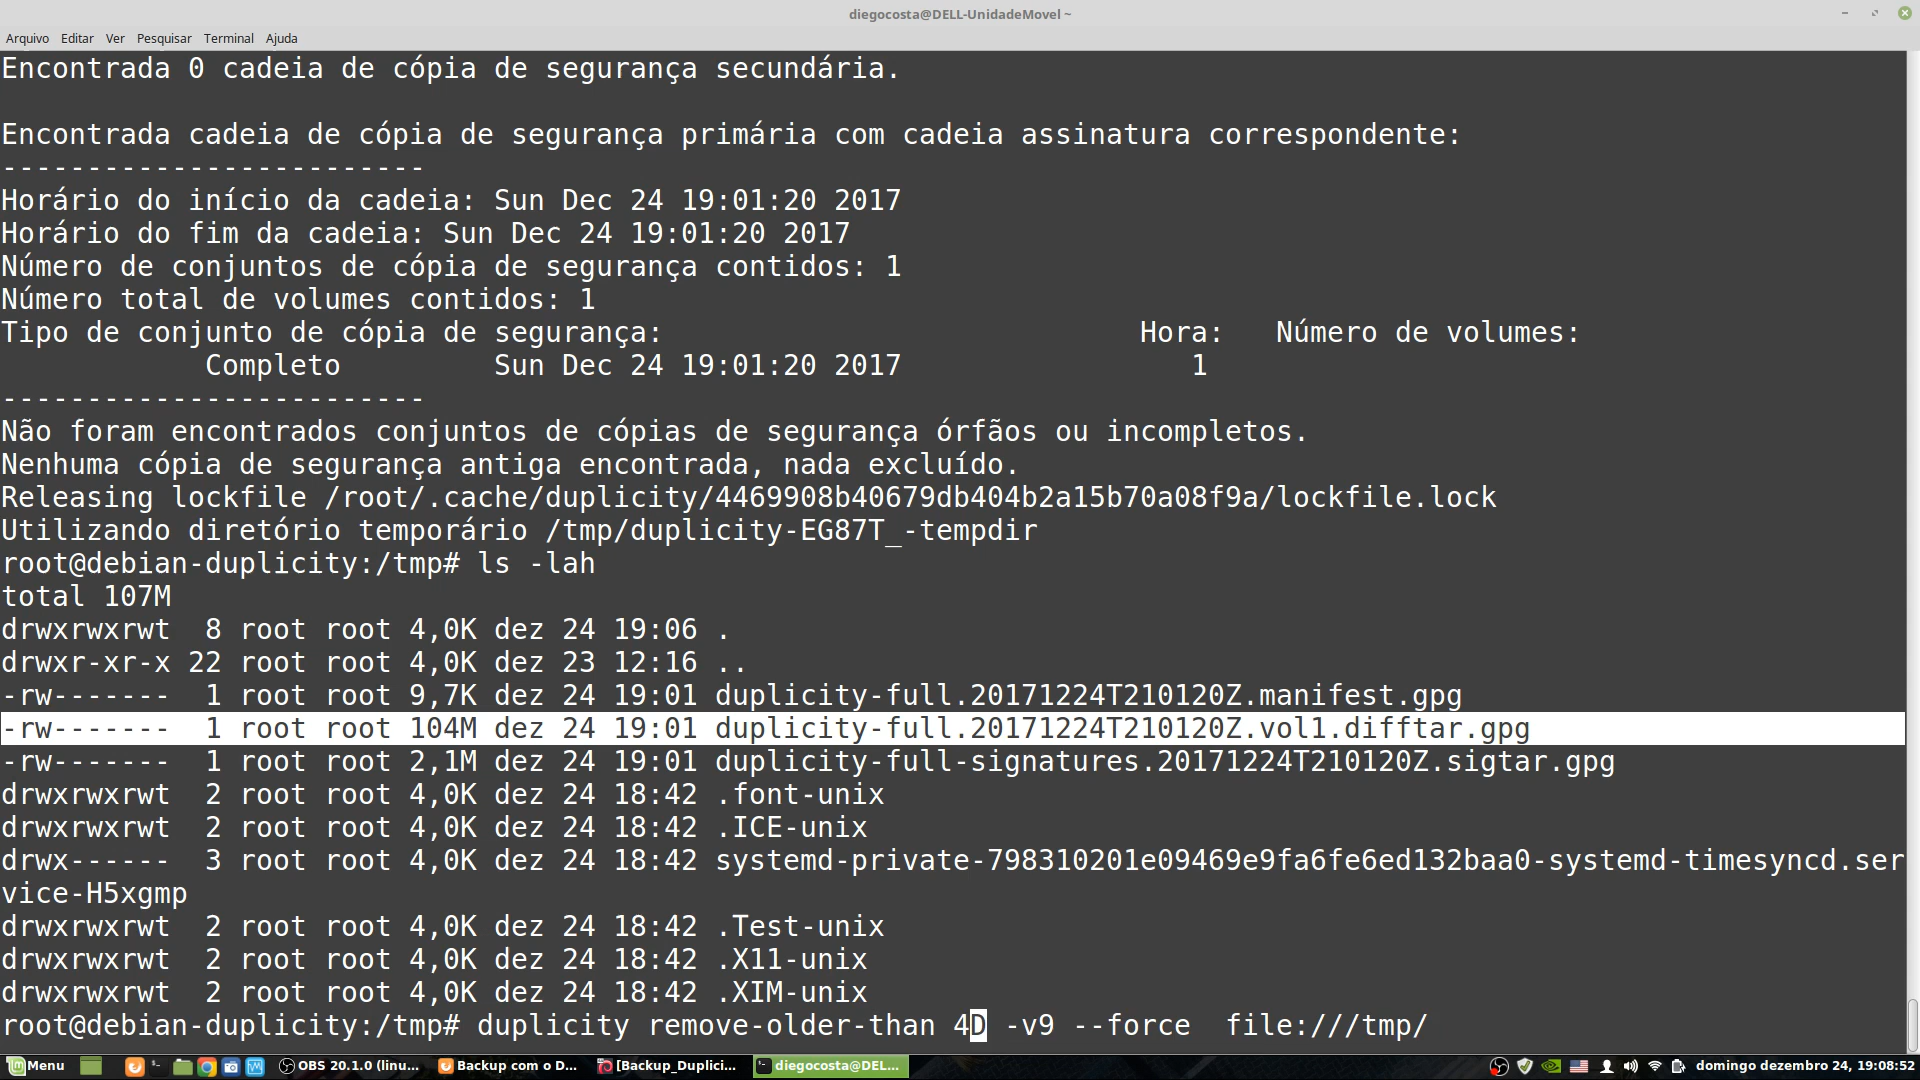 diegocosta@DELL-UnidadeMovel ~
Arquivo Editar Ver Pesquisar Terminal Ajuda
Encontrada 0 cadeia de cópia de segurança secundária.
Encontrada cadeia de cópia de segurança primária com cadeia assinatura correspondente:
-------------------------
Horário do início da cadeia: Sun Dec 24 19:01:20 2017
Horário do fim da cadeia: Sun Dec 24 19:01:20 2017
Número de conjuntos de cópia de segurança contidos: 1
Número total de volumes contidos: 1
Tipo de conjunto de cópia de segurança: Hora: Número de volumes:
Completo Sun Dec 24 19:01:20 2017 1
-------------------------
Não foram encontrados conjuntos de cópias de segurança órfãos ou incompletos.
Nenhuma cópia de segurança antiga encontrada, nada excluído.
Releasing lockfile /root/.cache/duplicity/4469908b40679db404b2a15b70a08f9a/lockfile.lock
Utilizando diretório temporário /tmp/duplicity-EG87T_-tempdir
root@debian-duplicity:/tmp# ls -lah
total 107M
drwxrwxrwt 8 root root 4,0K dez 24 19:06 .
drwxr-xr-x 22 root root 4,0K dez 23 12:16 ..
-rw------- 1 root root 9,7K dez 24 19:01 duplicity-full.20171224T210120Z.manifest.gpg
-rw------- 1 root root 104M dez 24 19:01 duplicity-full.20171224T210120Z.vol1.difftar.gpg
-rw------- 1 root root 2,1M dez 24 19:01 duplicity-full-signatures.20171224T210120Z.sigtar.gpg
drwxrwxrwt 2 root root 4,0K dez 24 18:42 .font-unix
drwxrwxrwt 2 root root 4,0K dez 24 18:42 .ICE-unix
drwx------ 3 root root 4,0K dez 24 18:42 systemd-private-798310201e09469e9fa6fe6ed132baa0-systemd-timesyncd.ser
vice-H5xgmp
drwxrwxrwt 2 root root 4,0K dez 24 18:42 .Test-unix
drwxrwxrwt 2 root root 4,0K dez 24 18:42 .X11-unix
drwxrwxrwt 2 root root 4,0K dez 24 18:42 .XIM-unix
root@debian-duplicity:/tmp# duplicity remove-older-than 4D -v9 --force  file:///tmp/
Menu OBS 20.1.0 (linu... Backup com o D... [Backup_Duplici... diegocosta@DEL... domingo dezembro 24, 19:08:52